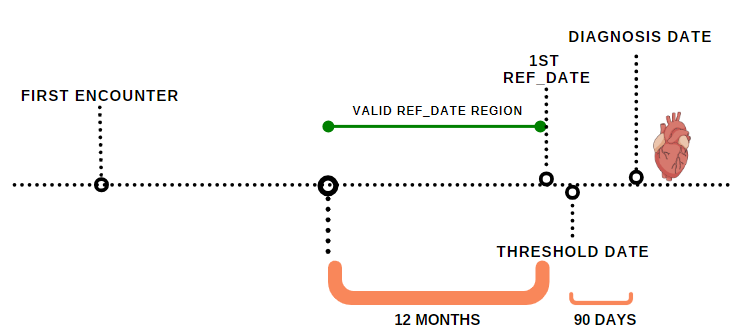 DIAGNOSIS DATE
1ST
REF_DATE
FIRST ENCOUNTER
VALID REF_DATE REGION
THRESHOLD DATE
12 MONTHS
90 DAYS